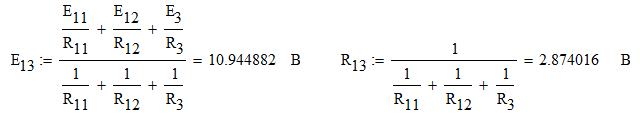 E₁₃ := (E₁₁/R₁₁ + E₁₂/R₁₂ + E₃/R₃) / (1/R₁₁ + 1/R₁₂ + 1/R₃) = 10.944882 В
R₁₃ := 1 / (1/R₁₁ + 1/R₁₂ + 1/R₃) = 2.874016 В